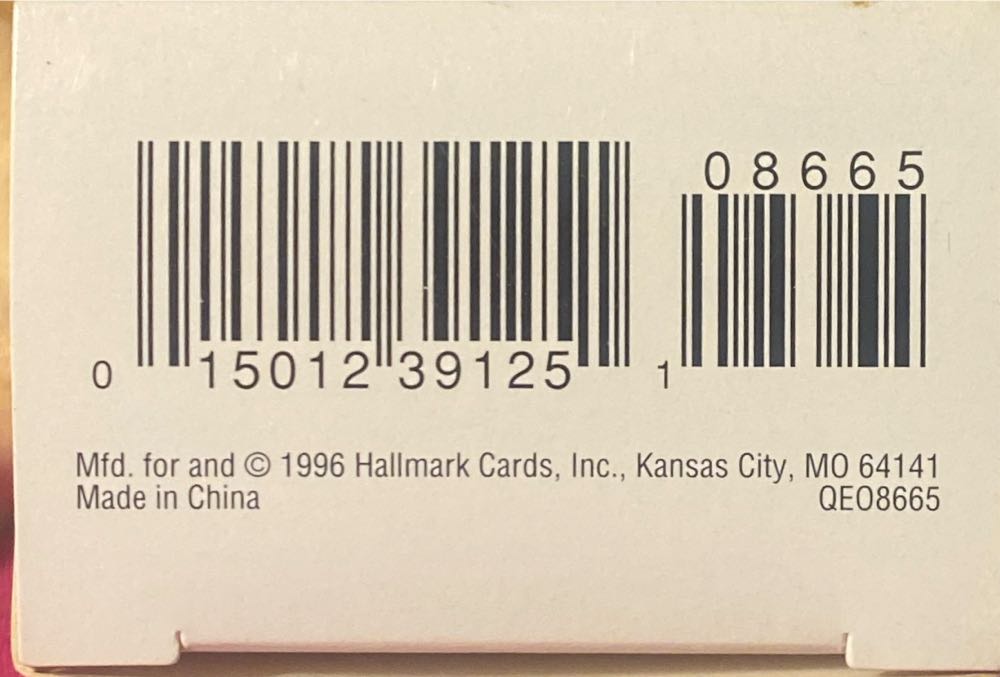 08665
0 15012 39125 1
Mfd. for and © 1996 Hallmark Cards, Inc., Kansas City, MO 64141
Made in China QEO8665